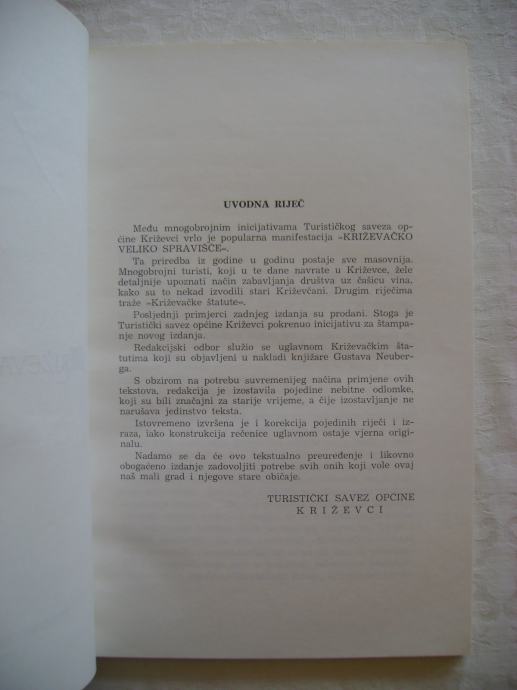 UVODNA RIJEČ
Među mnogobrojnim inicijativama Turističkog saveza op-
ćine Križevci vrlo je popularna manifestacija »KRIŽEVAČKO
VELIKO SPRAVIŠČE«.
Ta priredba iz godine u godinu postaje sve masovnija.
Mnogobrojni turisti, koji u te dane navrate u Križevce, žele
detaljnije upoznati način zabavljanja društva uz čašicu vina,
kako su to nekad izvodili stari Križevčani. Drugim riječima
traže »Križevačke štatute«.
Posljednji primjerci zadnjeg izdanja su prodani. Stoga je
Turistički savez općine Križevci pokrenuo inicijativu za štampa-
nje novog izdanja.
Redakcijski odbor služio se uglavnom Križevačkim šta-
tutima koji su objavljeni u nakladi knjižare Gustava Neuber-
ga.
S obzirom na potrebu suvremenijeg načina primjene ovih
tekstova, redakcija je izostavila pojedine nebitne odlomke,
koji su bili značajni za starije vrijeme, a čije izostavljanje ne
narušava jedinstvo teksta.
Istovremeno izvršena je i korekcija pojedinih riječi i iz-
raza, iako konstrukcija rečenice uglavnom ostaje vjerna origi-
nalu.
Nadamo se da će ovo tekstualno preuređenje i likovno
obogaćeno izdanje zadovoljiti potrebe svih onih koji vole ovaj
naš mali grad i njegove stare običaje.
TURISTIČKI SAVEZ OPĆINE
KRIŽEVCI